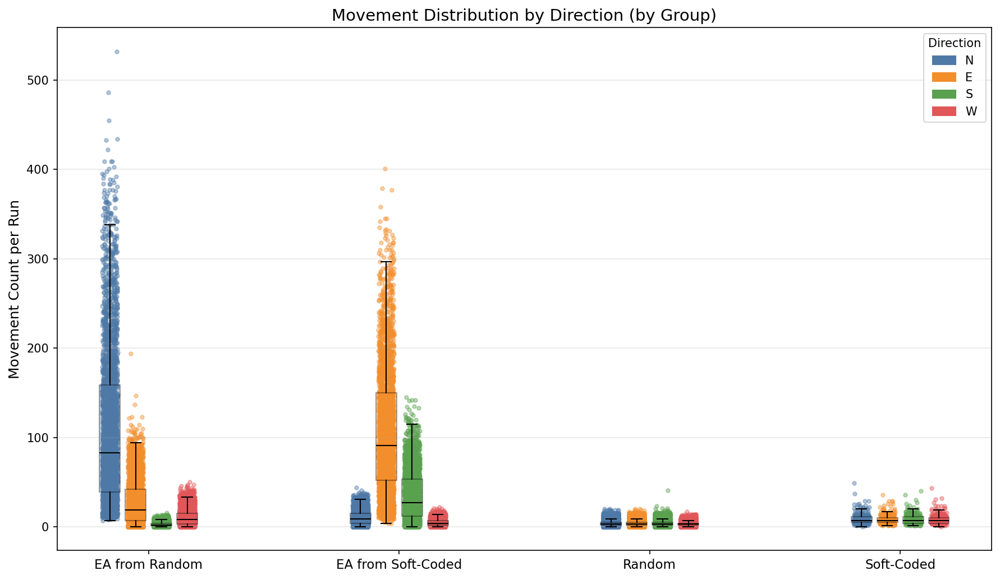 Movement Distribution by Direction (by Group)
Direction
N
E
S
W
Movement Count per Run
500
400
300
200
100
0
EA from Random
EA from Soft-Coded
Random
Soft-Coded